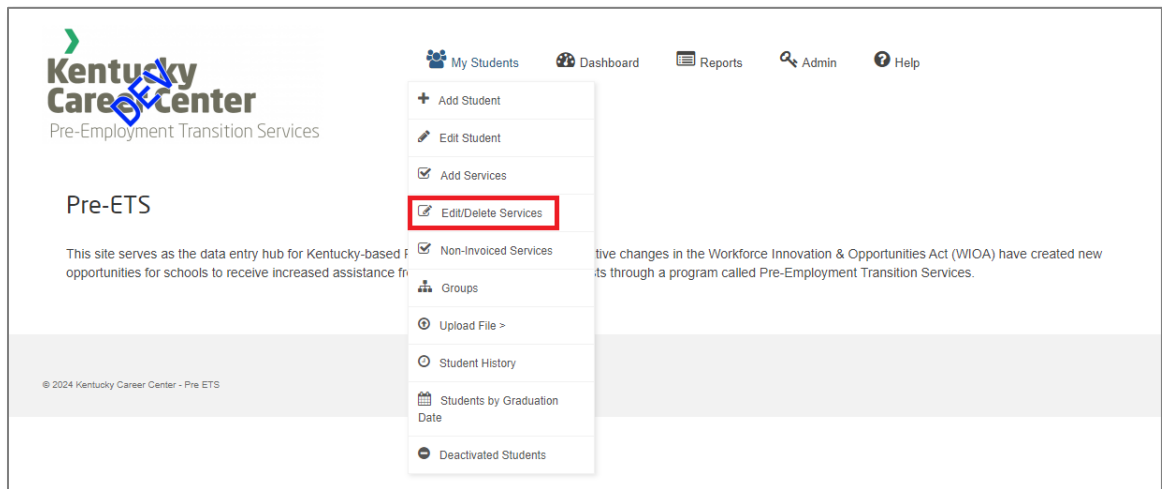 Kentucky
Career Center
DEV
Pre-Employment Transition Services
My Students
Dashboard
Reports
Admin
Help
Add Student
Edit Student
Add Services
Edit/Delete Services
Non-Invoiced Services
Groups
Upload File >
Student History
Students by Graduation
Date
Deactivated Students
Pre-ETS
This site serves as the data entry hub for Kentucky-based tive changes in the Workforce Innovation & Opportunities Act (WIOA) have created new
opportunities for schools to receive increased assistance ts through a program called Pre-Employment Transition Services.
© 2024 Kentucky Career Center - Pre ETS